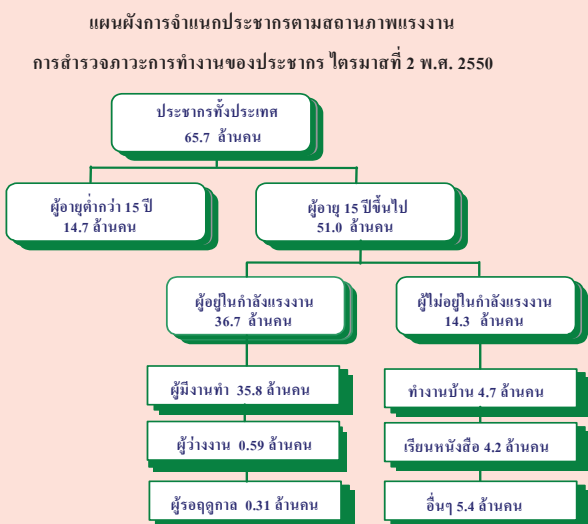 แผนผังการจำแนกประชากรตามสถานภาพแรงงาน
การสำรวจภาวะการทำงานของประชากร ไตรมาสที่ 2 พ.ศ. 2550
ประชากรทั้งประเทศ
65.7 ล้านคน
ผู้อายุต่ำกว่า 15 ปี
14.7 ล้านคน
ผู้อายุ 15 ปีขึ้นไป
51.0 ล้านคน
ผู้อยู่ในกำลังแรงงาน
36.7 ล้านคน
ผู้ไม่อยู่ในกำลังแรงงาน
14.3 ล้านคน
ผู้มีงานทำ 35.8 ล้านคน
ทำงานบ้าน 4.7 ล้านคน
ผู้ว่างงาน 0.59 ล้านคน
เรียนหนังสือ 4.2 ล้านคน
ผู้รอฤดูกาล 0.31 ล้านคน
อื่นๆ 5.4 ล้านคน